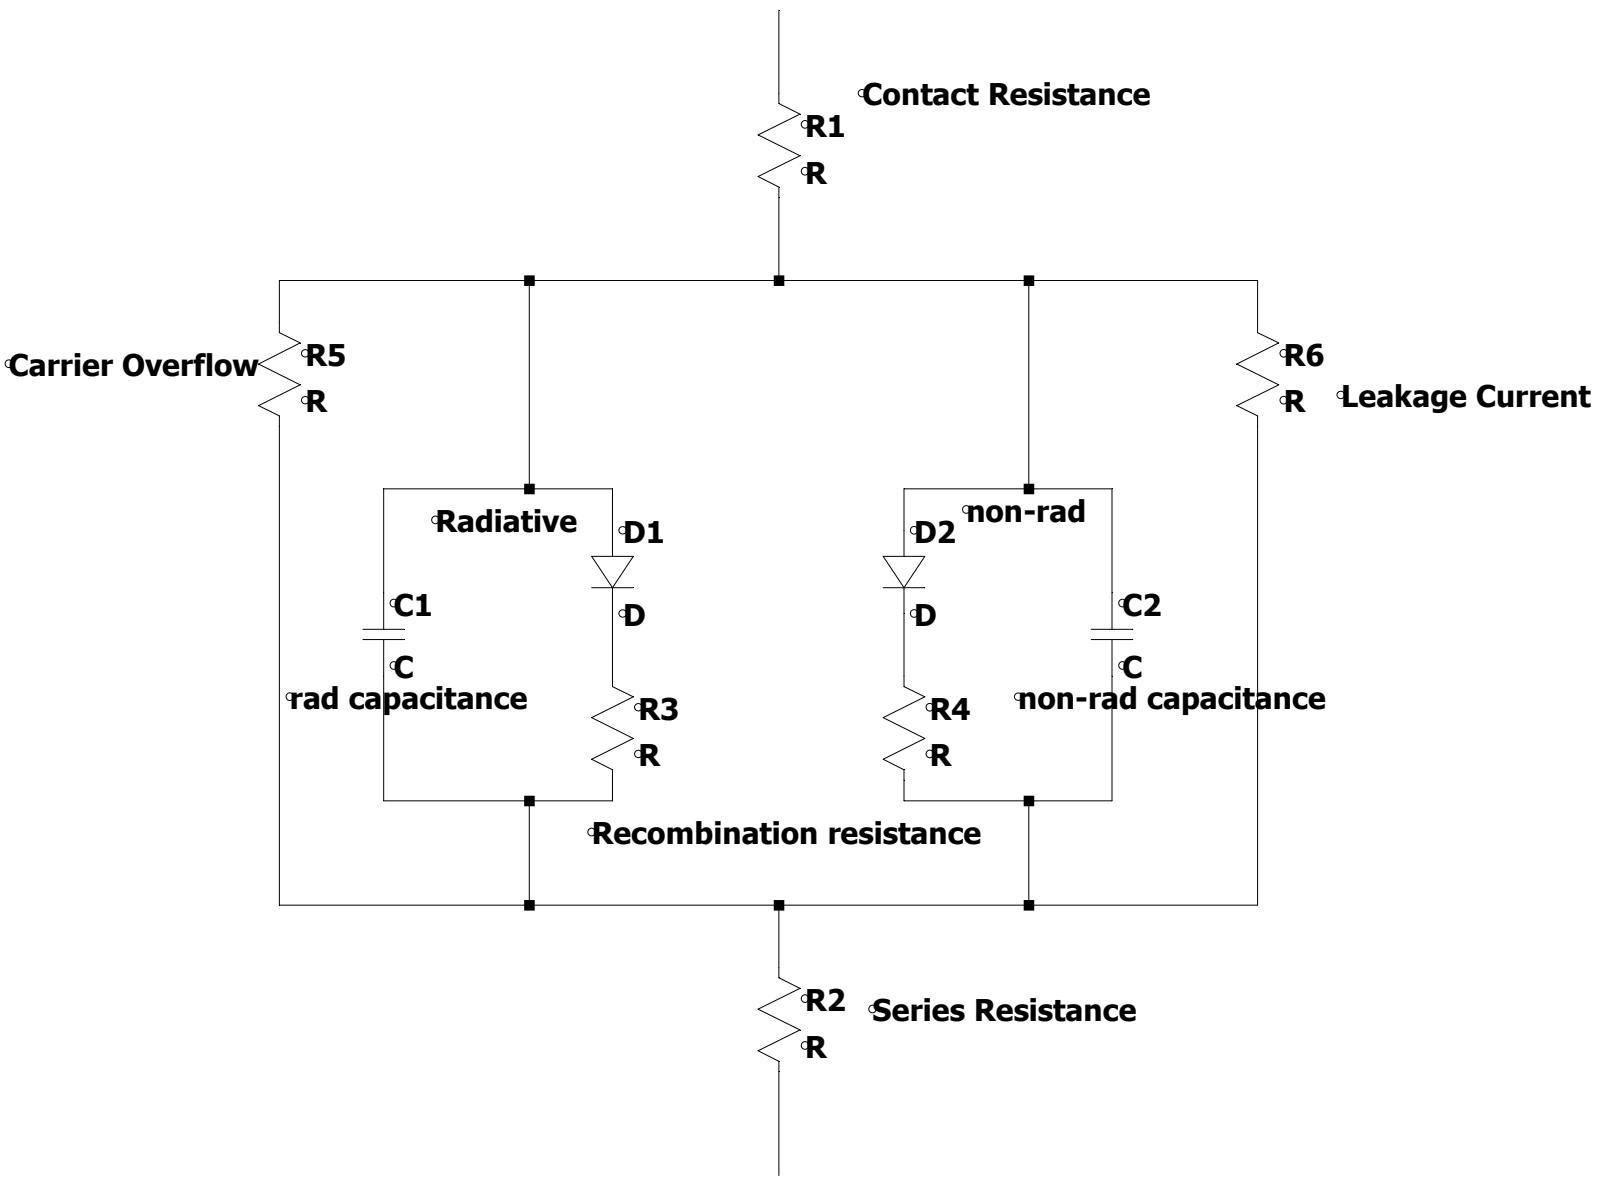 Contact Resistance
R1
R
Carrier Overflow
R5
R
R6
R
Leakage Current
Radiative
non-rad
D1
D
D2
D
C1
C
rad capacitance
C2
C
non-rad capacitance
R3
R
R4
R
Recombination resistance
R2
R
Series Resistance